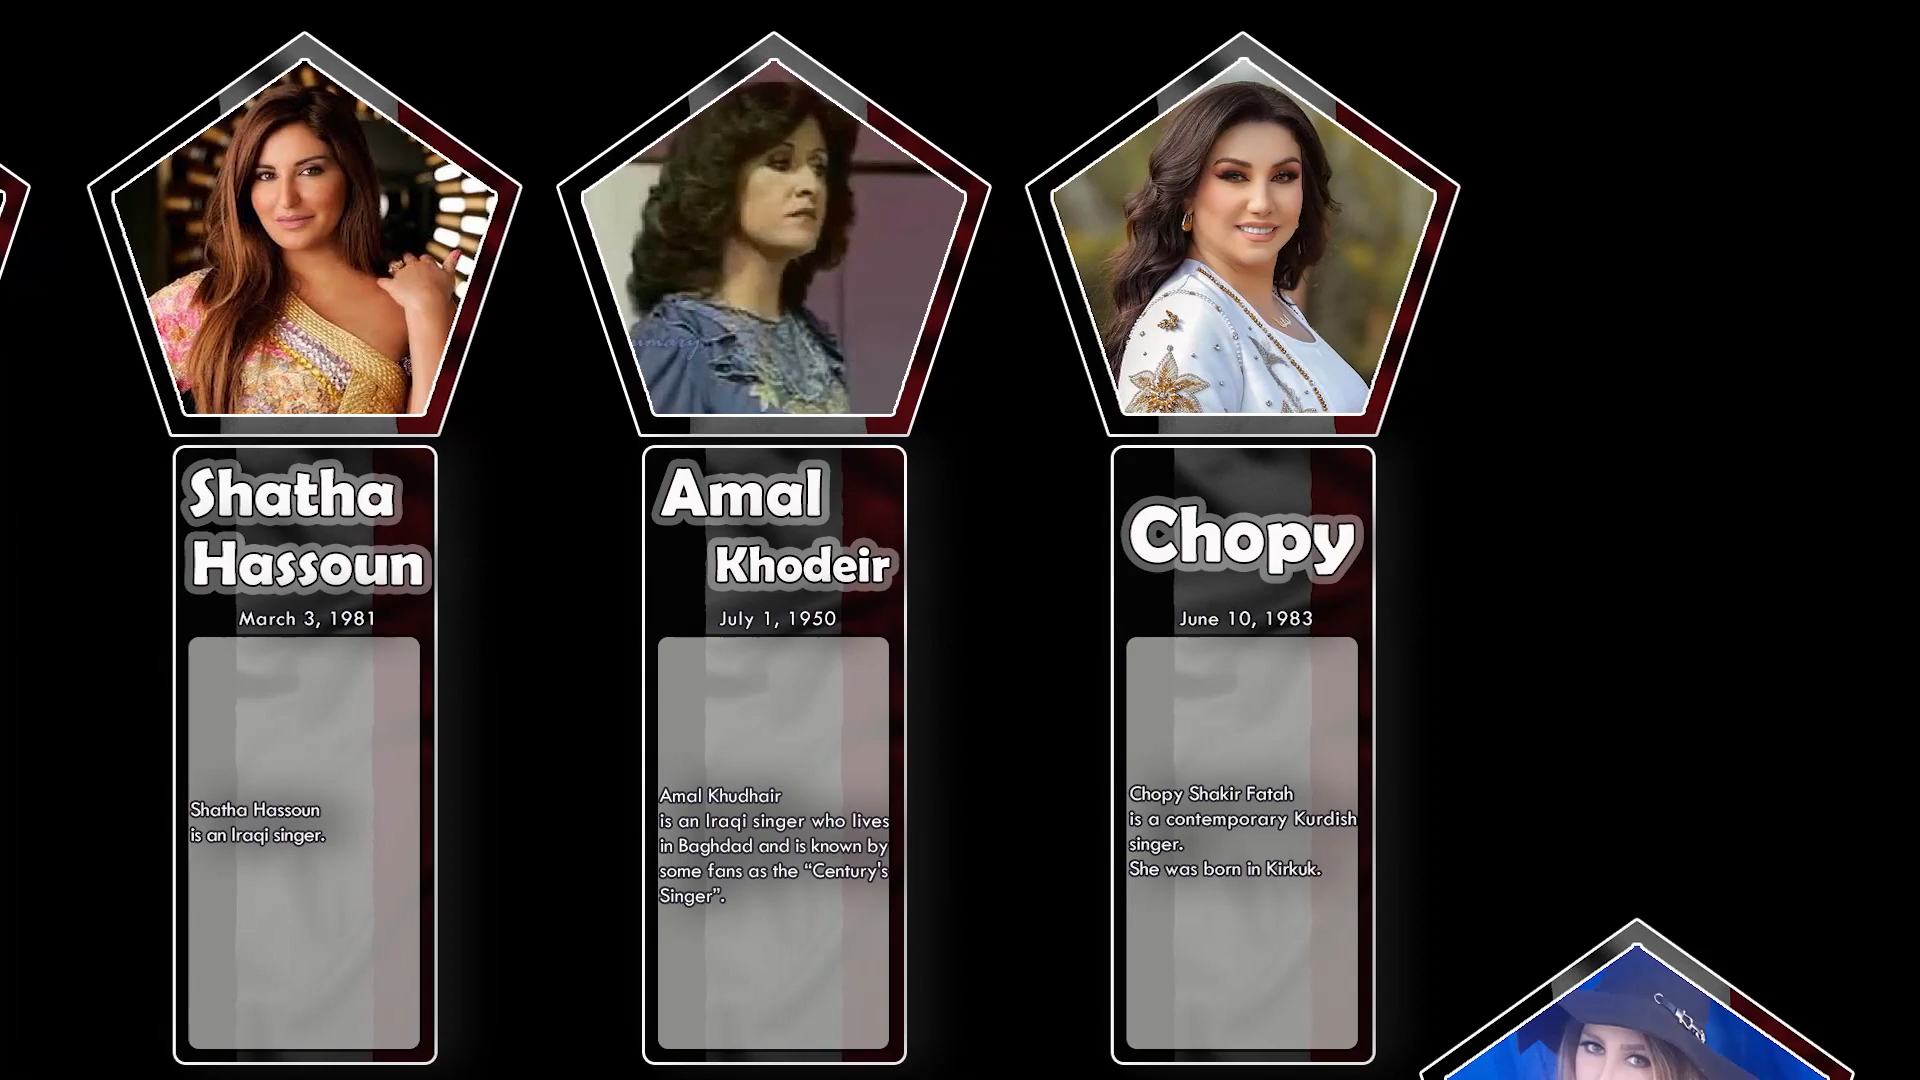 Shatha
Hassoun
March 3, 1981
Shatha Hassoun
is an Iraqi singer.
Amal
Khodeir
July 1, 1950
Amal Khudhair
is an Iraqi singer who lives
in Baghdad and is known by
some fans as the “Century's
Singer”.
Chopy
June 10, 1983
Chopy Shakir Fatah
is a contemporary Kurdish
singer.
She was born in Kirkuk.